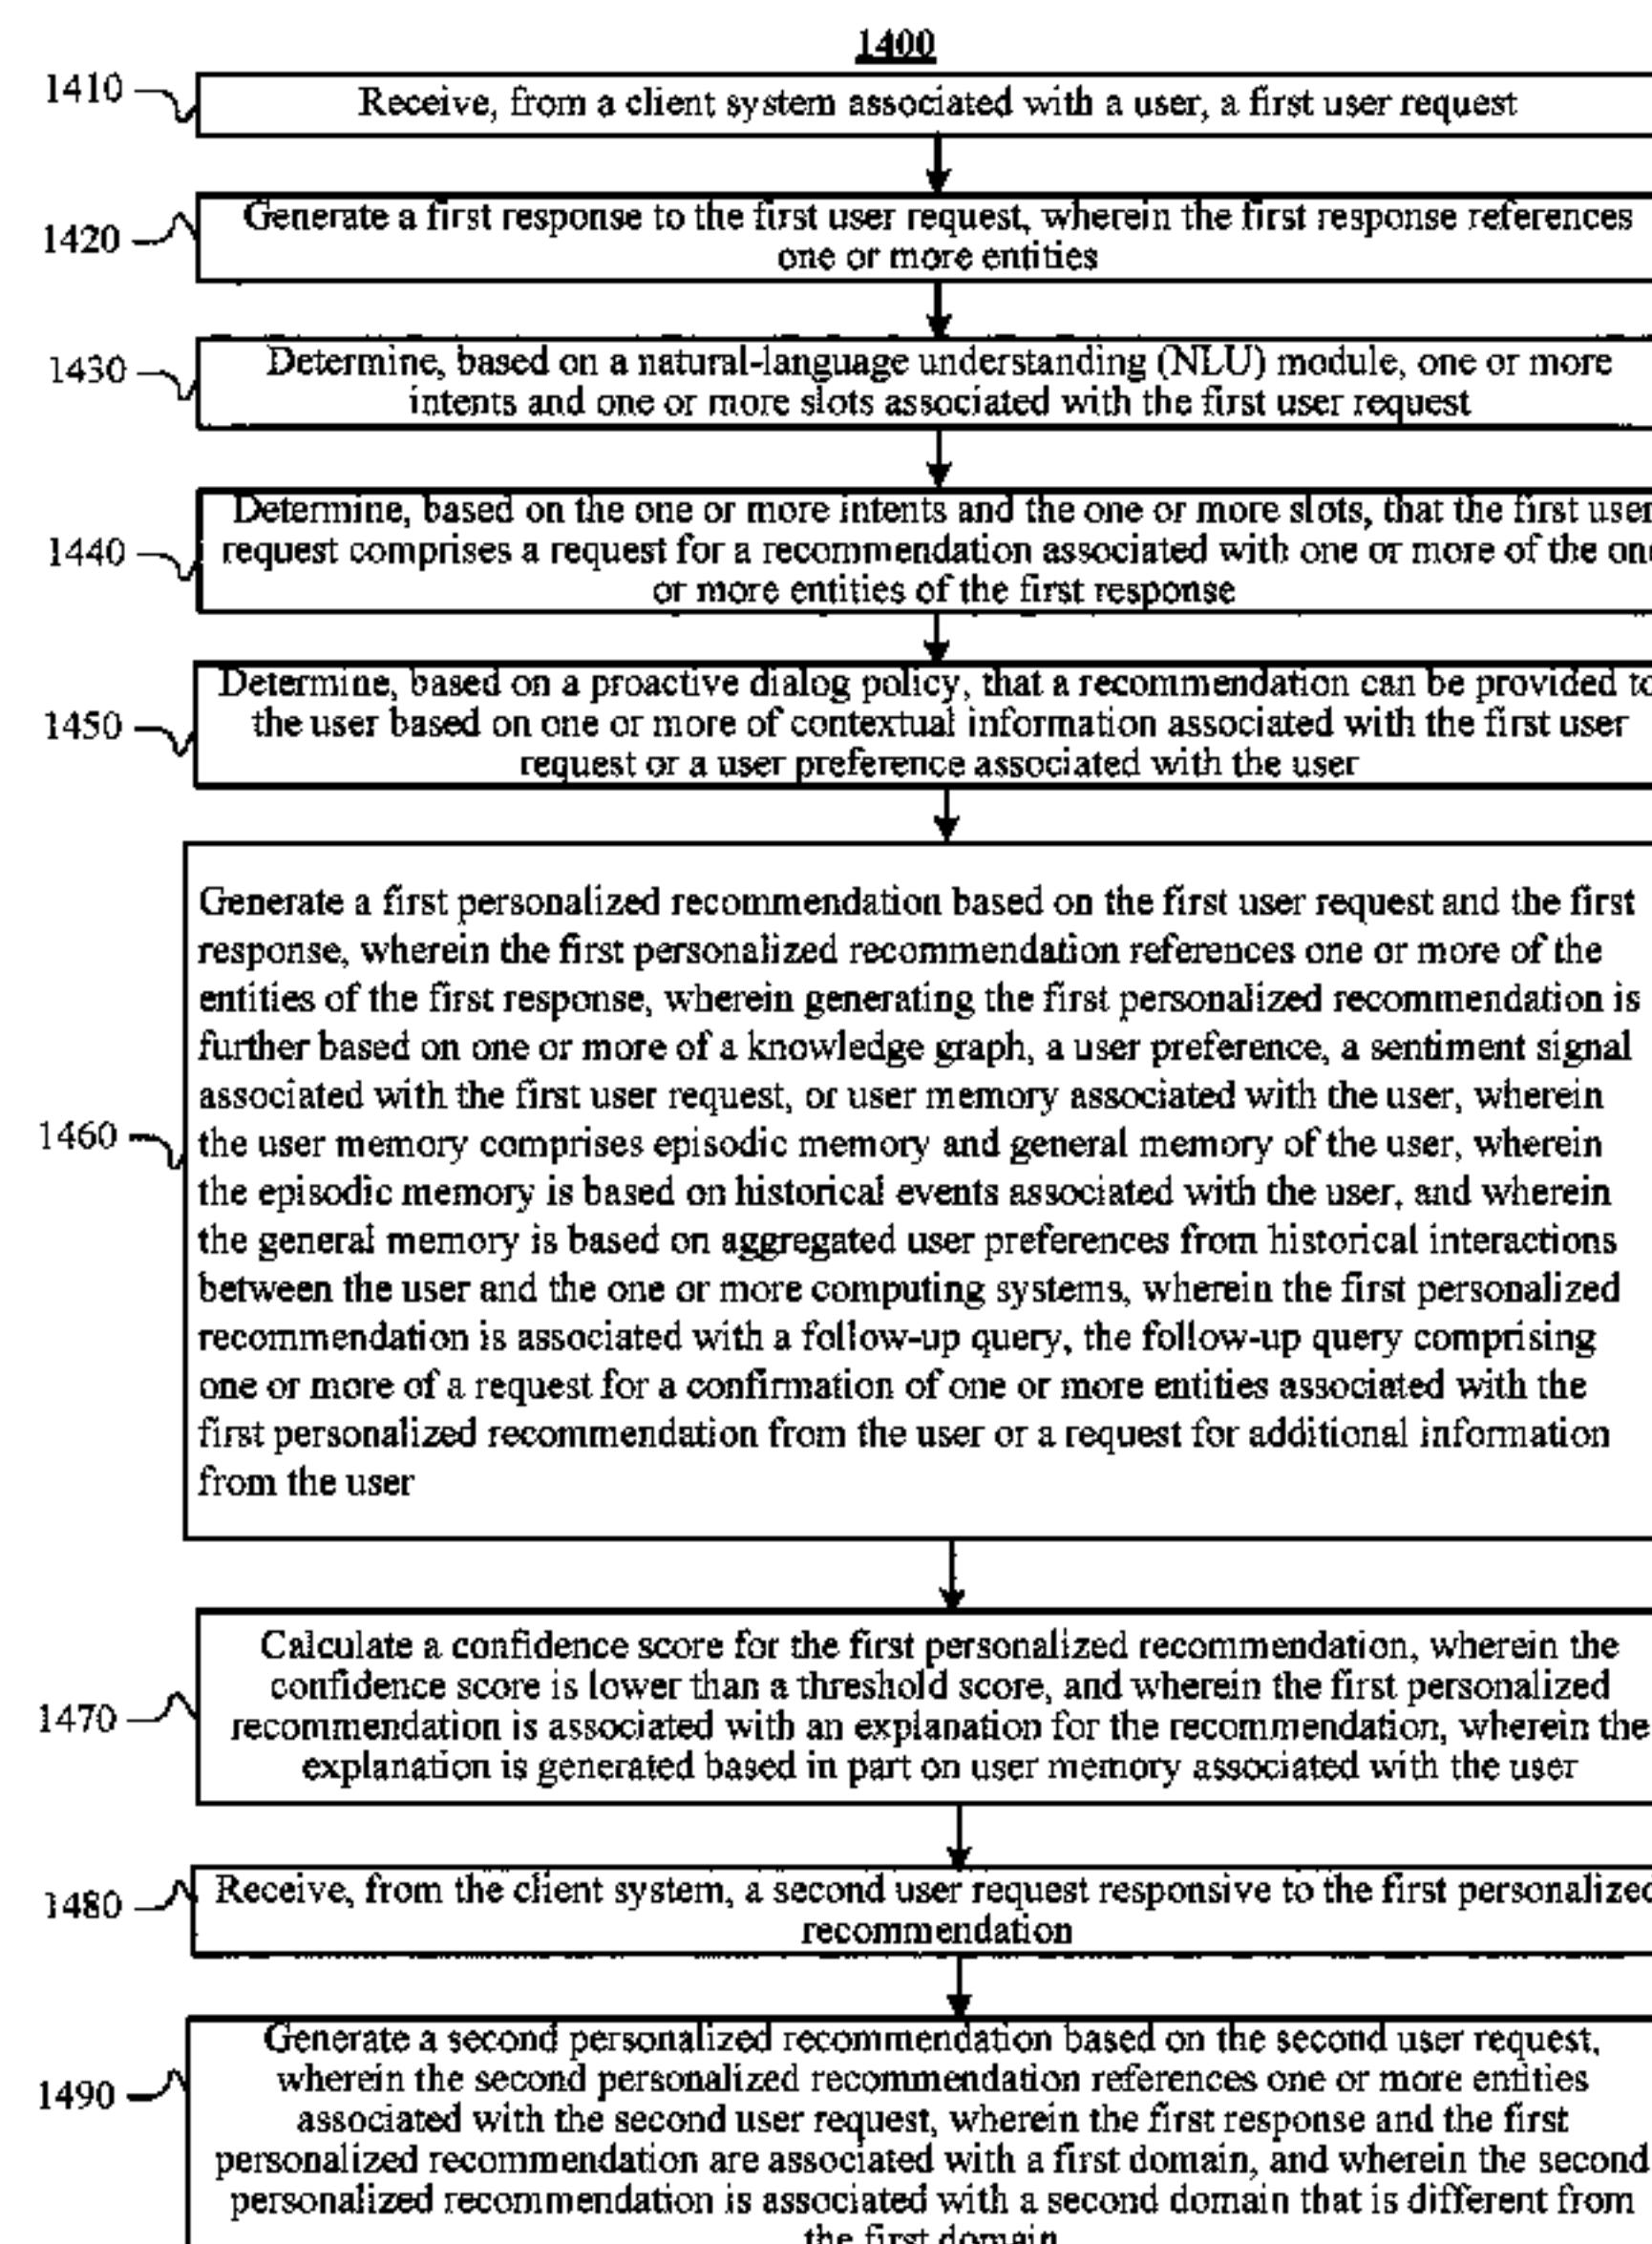 1400
1410
Receive, from a client system associated with a user, a first user request
1420
Generate a first response to the first user request, wherein the first response references
one or more entities
1430
Determine, based on a natural-language understanding (NLU) module, one or more
intents and one or more slots associated with the first user request
1440
Determine, based on the one or more intents and the one or more slots, that the first user
request comprises a request for a recommendation associated with one or more of the one
or more entities of the first response
1450
Determine, based on a proactive dialog policy, that a recommendation can be provided to
the user based on one or more of contextual information associated with the first user
request or a user preference associated with the user
1460
Generate a first personalized recommendation based on the first user request and the first
response, wherein the first personalized recommendation references one or more of the
entities of the first response, wherein generating the first personalized recommendation is
further based on one or more of a knowledge graph, a user preference, a sentiment signal
associated with the first user request, or user memory associated with the user, wherein
the user memory comprises episodic memory and general memory of the user, wherein
the episodic memory is based on historical events associated with the user, and wherein
the general memory is based on aggregated user preferences from historical interactions
between the user and the one or more computing systems, wherein the first personalized
recommendation is associated with a follow-up query, the follow-up query comprising
one or more of a request for a confirmation of one or more entities associated with the
first personalized recommendation from the user or a request for additional information
from the user
1470
Calculate a confidence score for the first personalized recommendation, wherein the
confidence score is lower than a threshold score, and wherein the first personalized
recommendation is associated with an explanation for the recommendation, wherein the
explanation is generated based in part on user memory associated with the user
1480
Receive, from the client system, a second user request responsive to the first personalized
recommendation
1490
Generate a second personalized recommendation based on the second user request,
wherein the second personalized recommendation references one or more entities
associated with the second user request, wherein the first response and the first
personalized recommendation are associated with a first domain, and wherein the second
personalized recommendation is associated with a second domain that is different from
the first domain